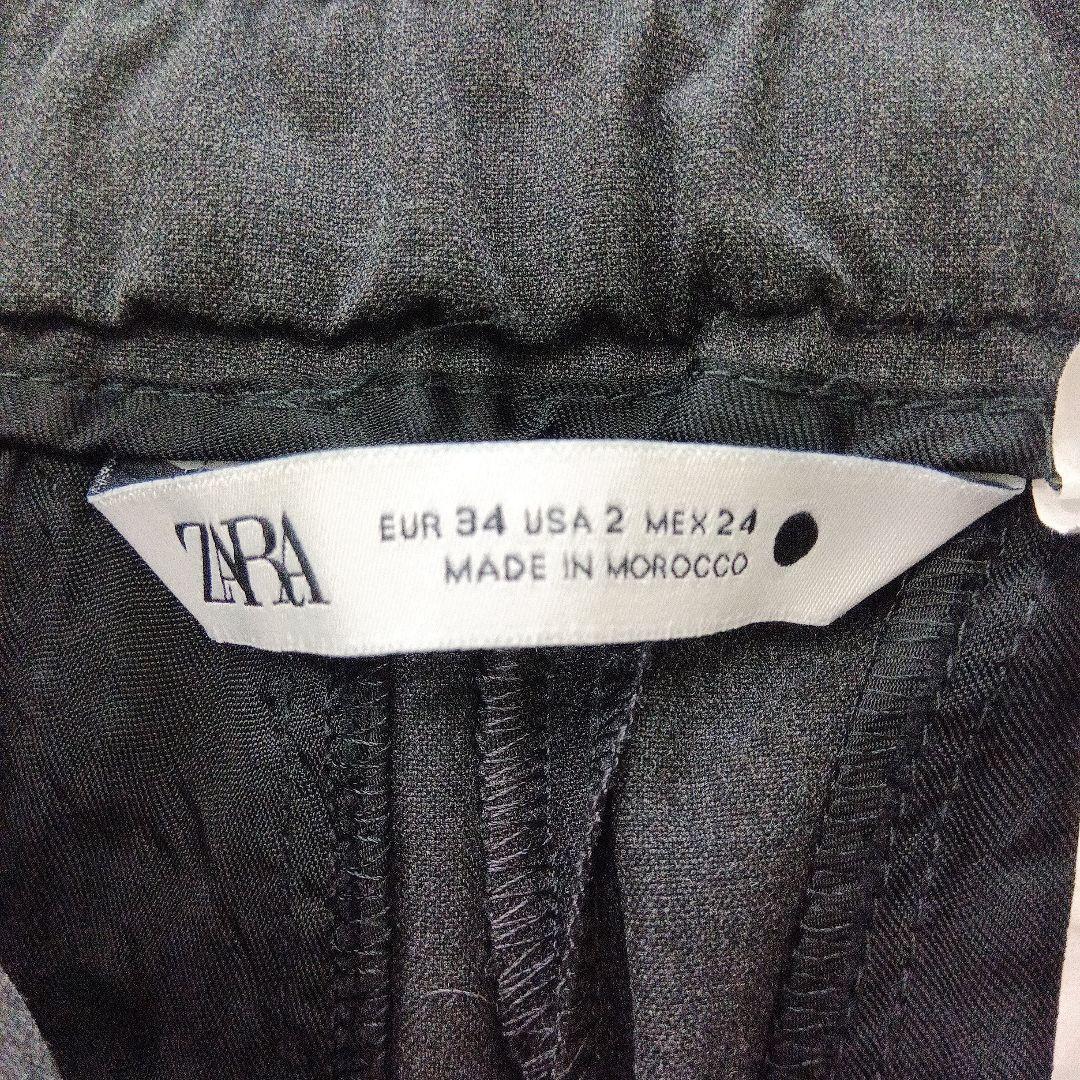 ZARA
EUR 34 USA 2 MEX 24
MADE IN MOROCCO